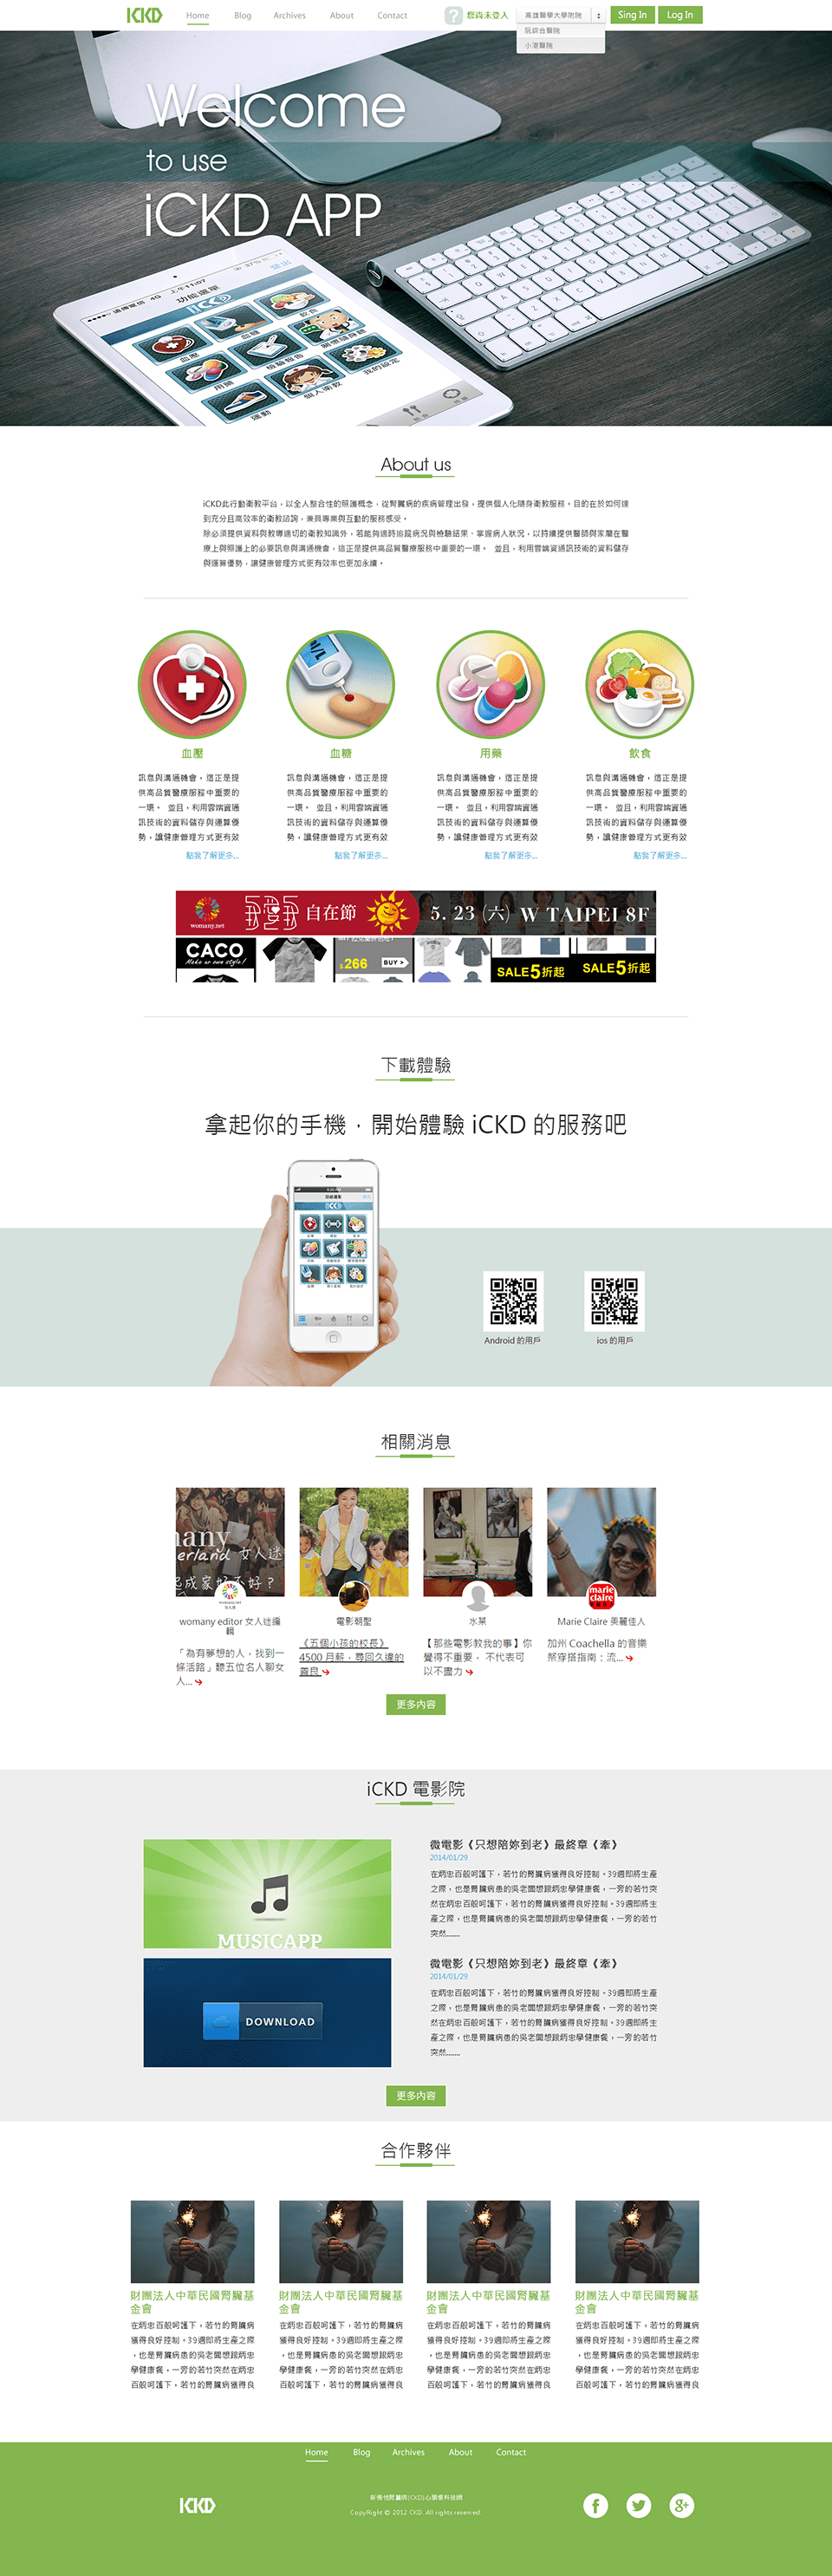 iCKD
Home Blog Archives About Contact
? 您尚未登入 高雄醫學大學附院 Sing In Log In
阮綜合醫院
小港醫院
Welcome
to use
iCKD APP
上午11:07
功能選單
iCKD
血壓 血糖 飲食
用藥 檢驗報告
運動 個人衛教 我的設定
About us
iCKD此行動衛教平台，以全人整合性的照護概念，從腎臟病的疾病管理出發，提供個人化隨身衛教服務。目的在於如何達
到充分且高效率的衛教諮詢，兼具專業與互動的服務感受。
除必須提供資料與教導適切的衛教知識外，若能夠適時追蹤病況與檢驗結果、掌握病人狀況，以持續提供醫師與家屬在醫
療上與照護上的必要訊息與溝通機會，這正是提供高品質醫療服務中重要的一環。 並且，利用雲端資通訊技術的資料儲存
與運算優勢，讓健康管理方式更有效率也更加永續。
血壓 血糖 用藥 飲食
訊息與溝通機會，這正是提 訊息與溝通機會，這正是提 訊息與溝通機會，這正是提 訊息與溝通機會，這正是提
供高品質醫療服務中重要的 供高品質醫療服務中重要的 供高品質醫療服務中重要的 供高品質醫療服務中重要的
一環。 並且，利用雲端資通 一環。 並且，利用雲端資通 一環。 並且，利用雲端資通 一環。 並且，利用雲端資通
訊技術的資料儲存與運算優 訊技術的資料儲存與運算優 訊技術的資料儲存與運算優 訊技術的資料儲存與運算優
勢，讓健康管理方式更有效 勢，讓健康管理方式更有效 勢，讓健康管理方式更有效 勢，讓健康管理方式更有效
點我了解更多... 點我了解更多... 點我了解更多... 點我了解更多...
womany.net 523 自在節 5. 23 (六) W TAIPEI 8F
CACO
Make ur own style!
$266 BUY > SALE5折起 SALE5折起
下載體驗
拿起你的手機，開始體驗 iCKD 的服務吧
Android 的用戶 ios 的用戶
相關消息
womany editor 女人迷編輯
「為有夢想的人，找到一
條活路」聽五位名人聊女
人...
電影朝聖
《五個小孩的校長》
4500 月薪，尋回久違的
善良
水某
【那些電影教我的事】你
覺得不重要， 不代表可
以不盡力
marie claire
Marie Claire 美麗佳人
加州 Coachella 的音樂
祭穿搭指南：流...
更多內容
iCKD 電影院
MUSICAPP
微電影《只想陪妳到老》最終章《牽》
2014/01/29
在炳忠百般呵護下，若竹的腎臟病獲得良好控制。39週即將生產
之際，也是腎臟病患的吳老闆想跟炳忠學健康餐，一旁的若竹突
然在炳忠百般呵護下，若竹的腎臟病獲得良好控制。39週即將生
產之際，也是腎臟病患的吳老闆想跟炳忠學健康餐，一旁的若竹
突然........
DOWNLOAD
微電影《只想陪妳到老》最終章《牽》
2014/01/29
在炳忠百般呵護下，若竹的腎臟病獲得良好控制。39週即將生產
之際，也是腎臟病患的吳老闆想跟炳忠學健康餐，一旁的若竹突
然在炳忠百般呵護下，若竹的腎臟病獲得良好控制。39週即將生
產之際，也是腎臟病患的吳老闆想跟炳忠學健康餐，一旁的若竹
突然........
更多內容
合作夥伴
財團法人中華民國腎臟基 財團法人中華民國腎臟基 財團法人中華民國腎臟基 財團法人中華民國腎臟基
金會 金會 金會 金會
在炳忠百般呵護下，若竹的腎臟病 在炳忠百般呵護下，若竹的腎臟病 在炳忠百般呵護下，若竹的腎臟病 在炳忠百般呵護下，若竹的腎臟病
獲得良好控制。39週即將生產之際 獲得良好控制。39週即將生產之際 獲得良好控制。39週即將生產之際 獲得良好控制。39週即將生產之際
，也是腎臟病患的吳老闆想跟炳忠 ，也是腎臟病患的吳老闆想跟炳忠 ，也是腎臟病患的吳老闆想跟炳忠 ，也是腎臟病患的吳老闆想跟炳忠
學健康餐，一旁的若竹突然在炳忠 學健康餐，一旁的若竹突然在炳忠 學健康餐，一旁的若竹突然在炳忠 學健康餐，一旁的若竹突然在炳忠
百般呵護下，若竹的腎臟病獲得良 百般呵護下，若竹的腎臟病獲得良 百般呵護下，若竹的腎臟病獲得良 百般呵護下，若竹的腎臟病獲得良
Home Blog Archives About Contact
iCKD
CopyRight © 2012 CKD. All rights reserved.